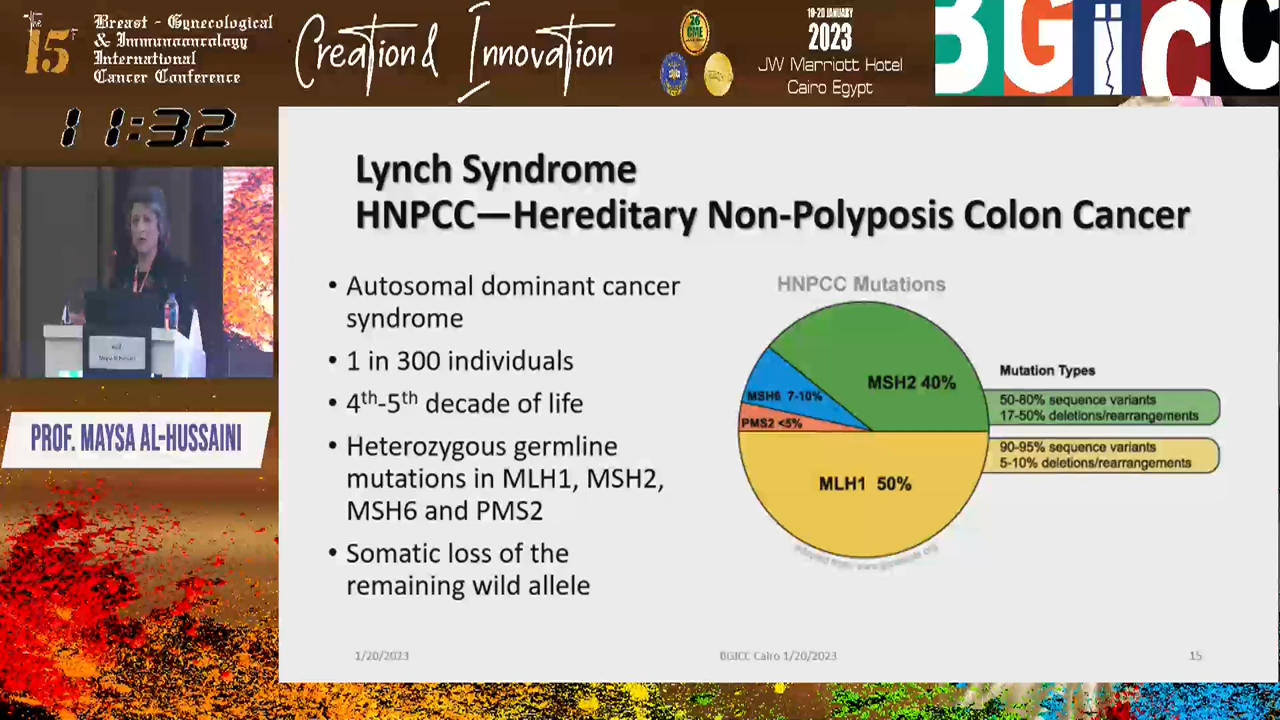 The 15th
Breast - Gynecological
& Immunooncology
International
Cancer Conference
Creation & Innovation
19-20 JANUARY
2023
JW Marriott Hotel
Cairo Egypt
BGICC
11:32
PROF. MAYSA AL-HUSSAINI
Lynch Syndrome
HNPCC—Hereditary Non-Polyposis Colon Cancer
• Autosomal dominant cancer
syndrome
• 1 in 300 individuals
• 4th-5th decade of life
• Heterozygous germline
mutations in MLH1, MSH2,
MSH6 and PMS2
• Somatic loss of the
remaining wild allele
HNPCC Mutations
MSH2 40%
MSH6 7-10%
PMS2 <5%
MLH1 50%
Mutation Types
50-80% sequence variants
17-50% deletions/rearrangements
90-95% sequence variants
5-10% deletions/rearrangements
1/20/2023
BGICC Cairo 1/20/2023
15